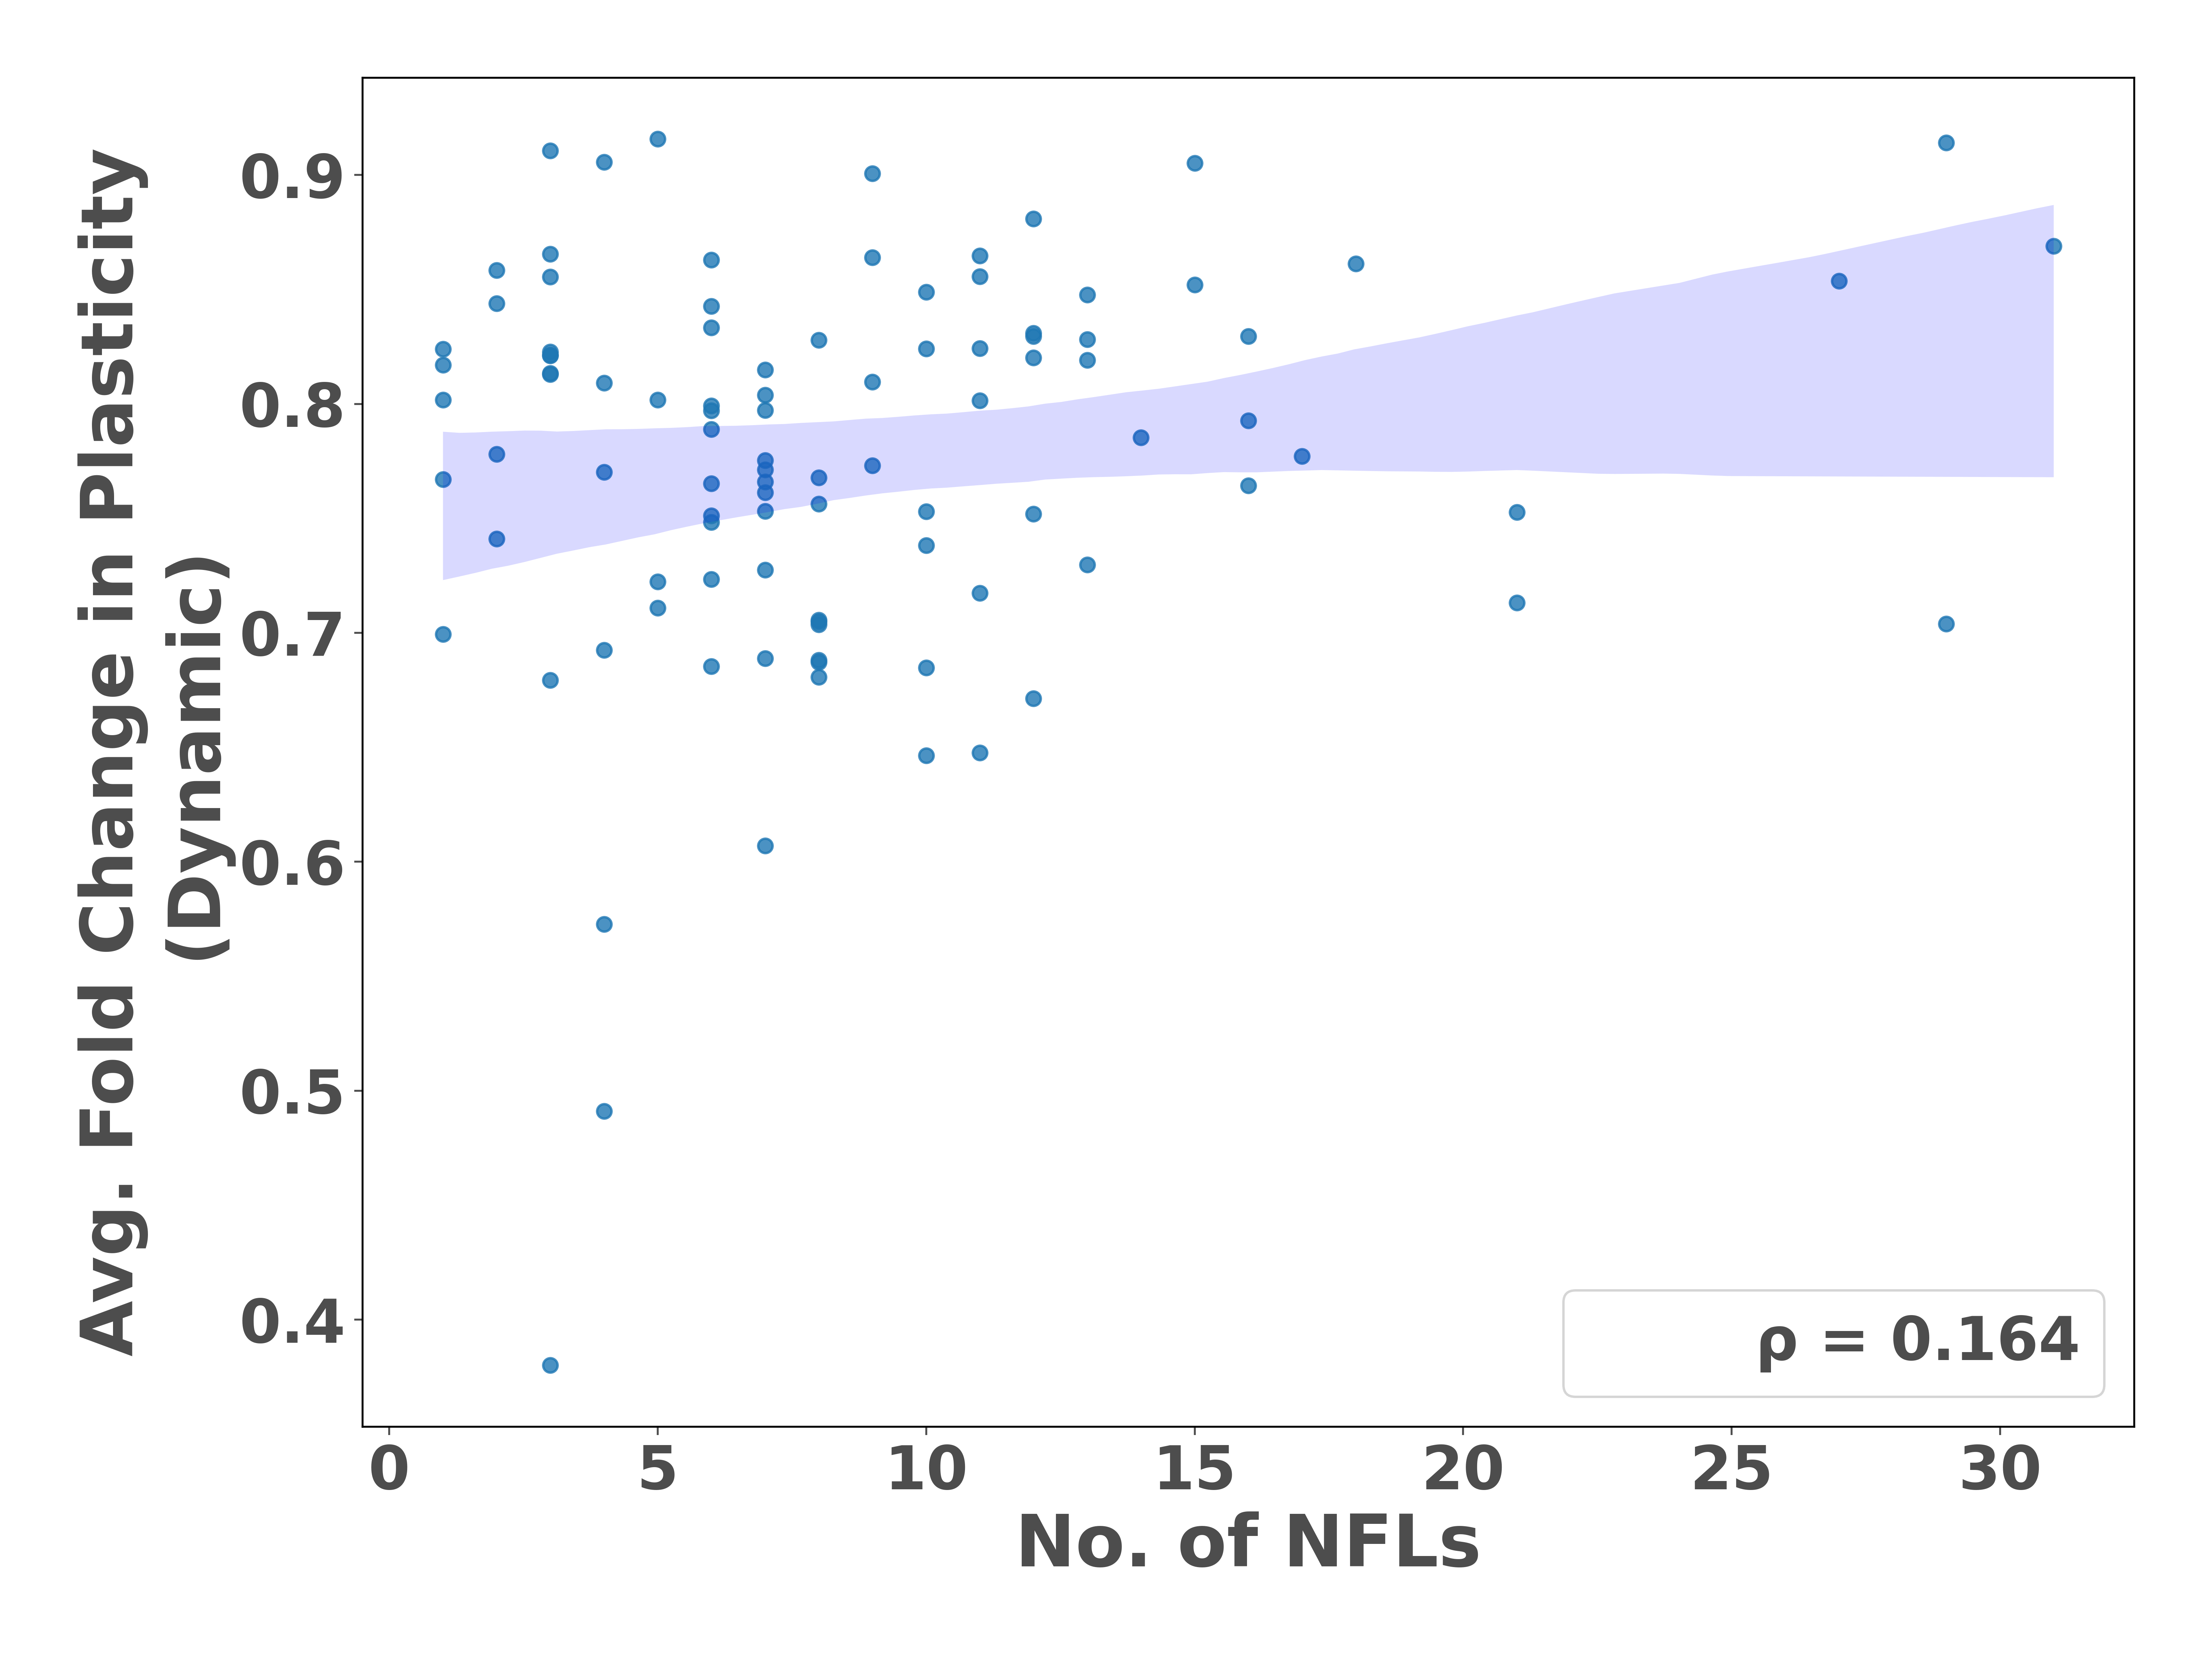 Avg. Fold Change in Plasticity
(Dynamic)
0.9
0.8
0.7
0.6
0.5
0.4
ρ = 0.164
0 5 10 15 20 25 30
No. of NFLs